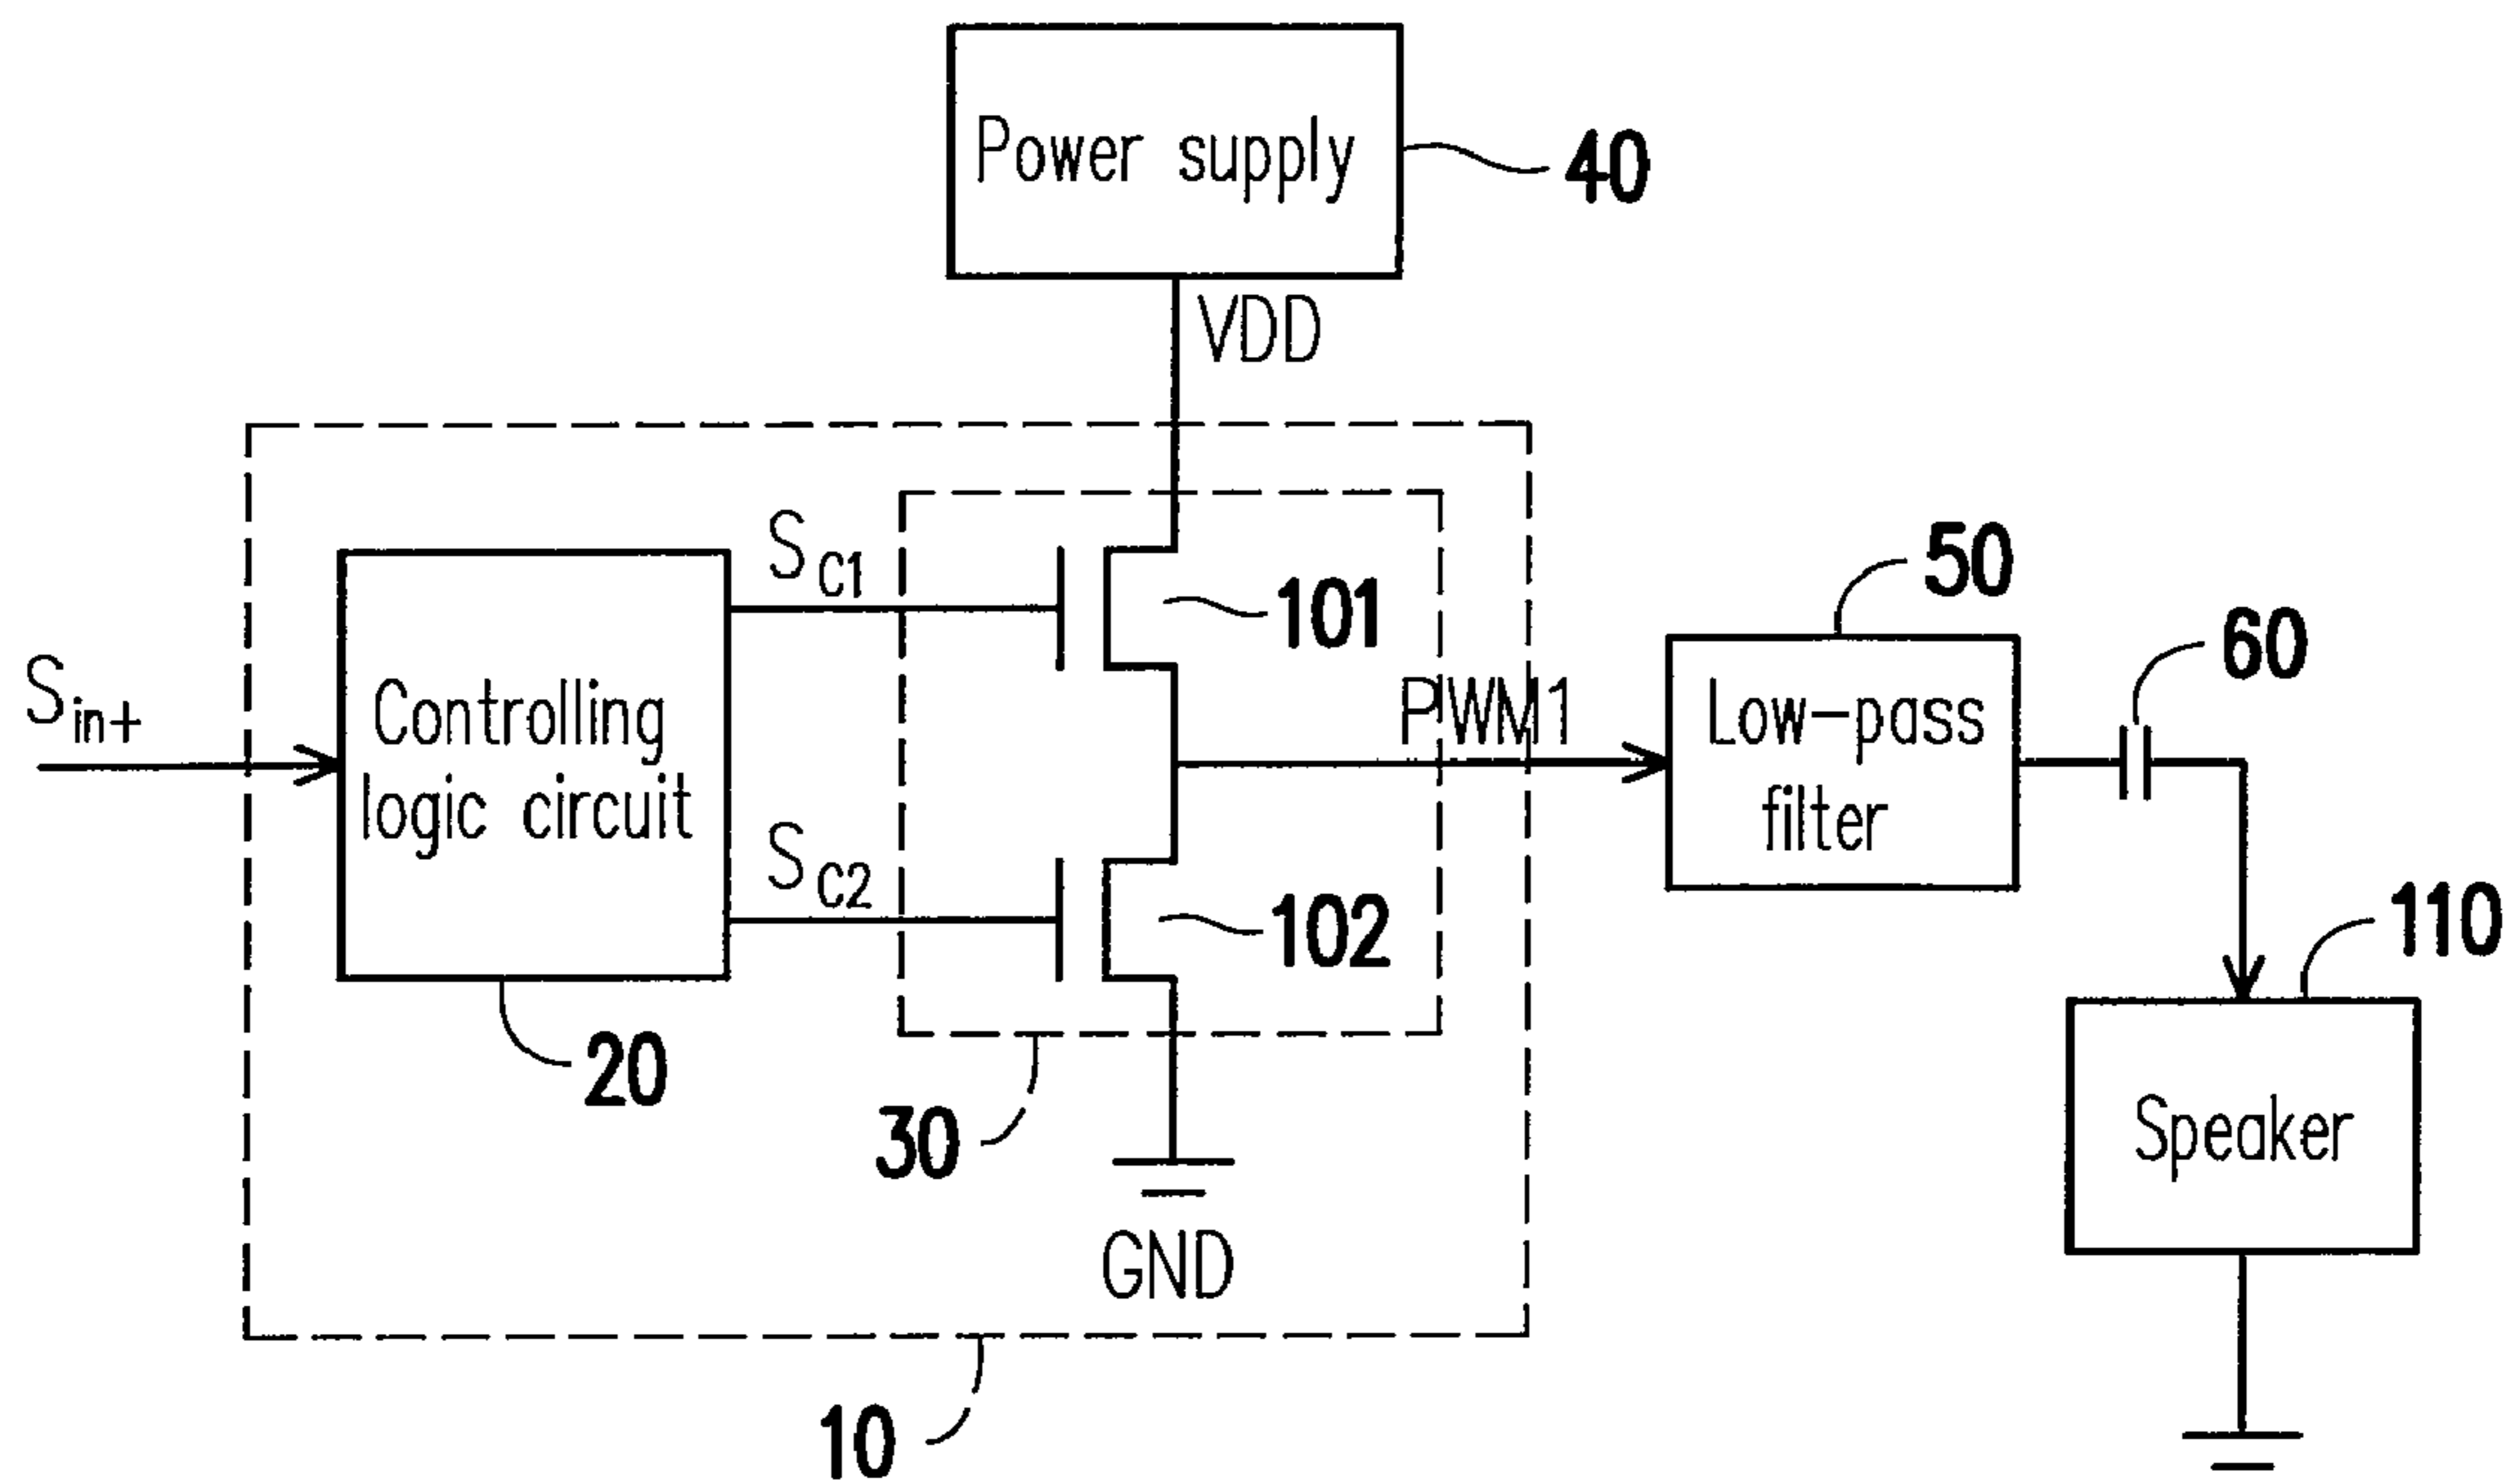 Power supply
40
VDD
S_C1
101
50
60
S_in+
Controlling
logic circuit
PWM1
Low-pass
filter
S_C2
102
110
20
30
Speaker
GND
10